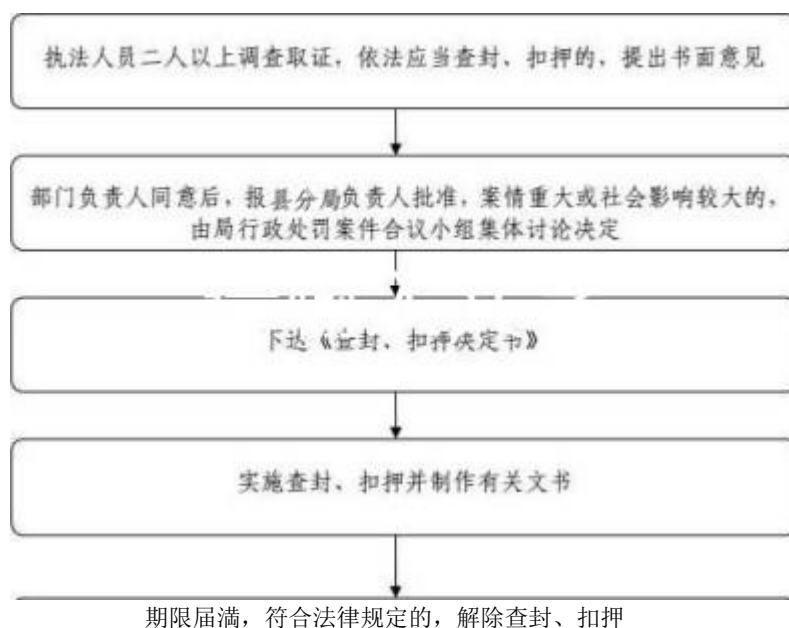 执法人员二人以上调查取证，依法应当查封、扣押的，提出书面意见
部门负责人同意后，报县分局负责人批准，案情重大或社会影响较大的，
由局行政处罚案件合议小组集体讨论决定
下达《查封、扣押决定书》
实施查封、扣押并制作有关文书
期限届满，符合法律规定的，解除查封、扣押